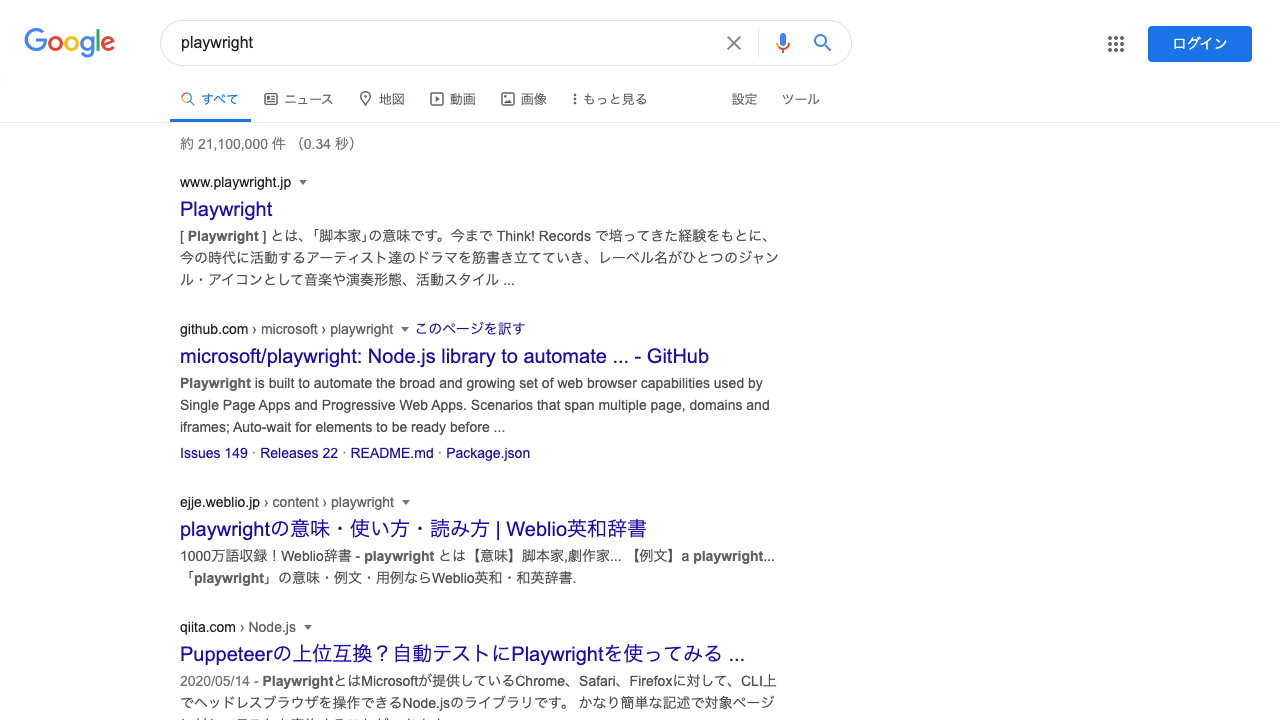 Google
playwright
ログイン
すべて ニュース 地図 動画 画像 もっと見る 設定 ツール
約 21,100,000 件 （0.34 秒）
www.playwright.jp
Playwright
[ Playwright ] とは、「脚本家」の意味です。今まで Think! Records で培ってきた経験をもとに、
今の時代に活動するアーティスト達のドラマを筋書き立てていき、レーベル名がひとつのジャン
ル・アイコンとして音楽や演奏形態、活動スタイル ...
github.com › microsoft › playwright このページを訳す
microsoft/playwright: Node.js library to automate ... - GitHub
Playwright is built to automate the broad and growing set of web browser capabilities used by
Single Page Apps and Progressive Web Apps. Scenarios that span multiple page, domains and
iframes; Auto-wait for elements to be ready before ...
Issues 149 · Releases 22 · README.md · Package.json
ejje.weblio.jp › content › playwright
playwrightの意味・使い方・読み方 | Weblio英和辞書
1000万語収録！Weblio辞書 - playwright とは【意味】脚本家,劇作家... 【例文】a playwright...
「playwright」の意味・例文・用例ならWeblio英和・和英辞書.
qiita.com › Node.js
Puppeteerの上位互換？自動テストにPlaywrightを使ってみる ...
2020/05/14 - PlaywrightとはMicrosoftが提供しているChrome、Safari、Firefoxに対して、CLI上
でヘッドレスブラウザを操作できるNode.jsのライブラリです。 かなり簡単な記述で対象ページ